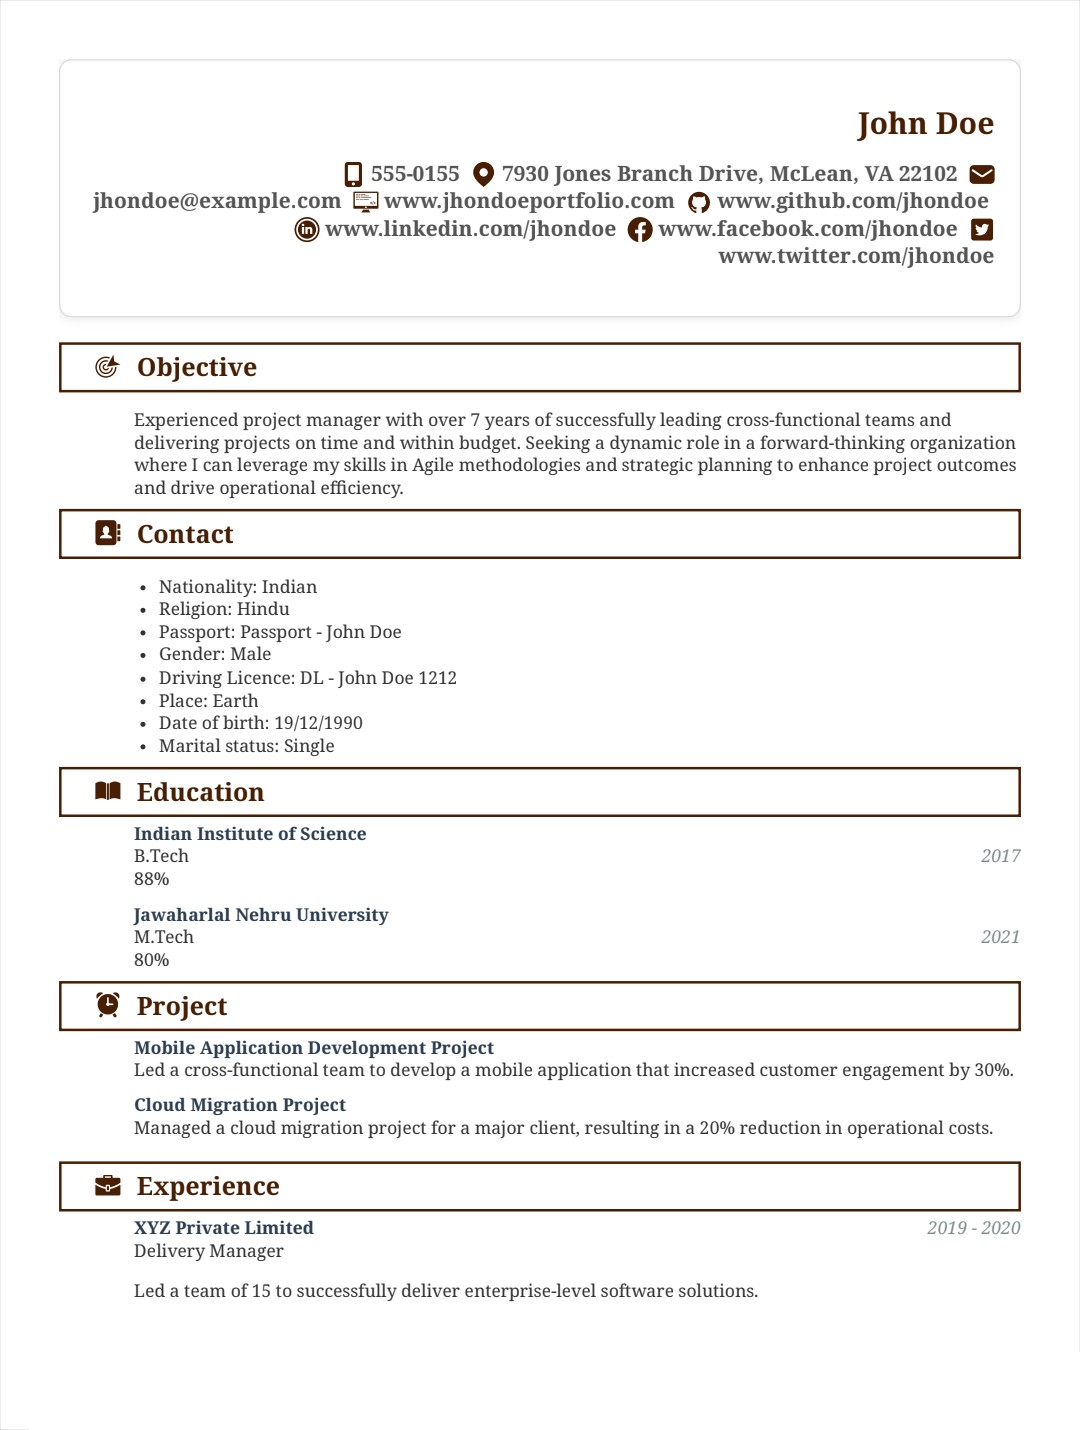 John Doe
555-0155 7930 Jones Branch Drive, McLean, VA 22102
jhondoe@example.com www.jhondoeportfolio.com www.github.com/jhondoe
www.linkedin.com/jhondoe www.facebook.com/jhondoe
www.twitter.com/jhondoe
Objective
Experienced project manager with over 7 years of successfully leading cross-functional teams and
delivering projects on time and within budget. Seeking a dynamic role in a forward-thinking organization
where I can leverage my skills in Agile methodologies and strategic planning to enhance project outcomes
and drive operational efficiency.
Contact
• Nationality: Indian
• Religion: Hindu
• Passport: Passport - John Doe
• Gender: Male
• Driving Licence: DL - John Doe 1212
• Place: Earth
• Date of birth: 19/12/1990
• Marital status: Single
Education
Indian Institute of Science
B.Tech 2017
88%
Jawaharlal Nehru University
M.Tech 2021
80%
Project
Mobile Application Development Project
Led a cross-functional team to develop a mobile application that increased customer engagement by 30%.
Cloud Migration Project
Managed a cloud migration project for a major client, resulting in a 20% reduction in operational costs.
Experience
XYZ Private Limited 2019 - 2020
Delivery Manager
Led a team of 15 to successfully deliver enterprise-level software solutions.